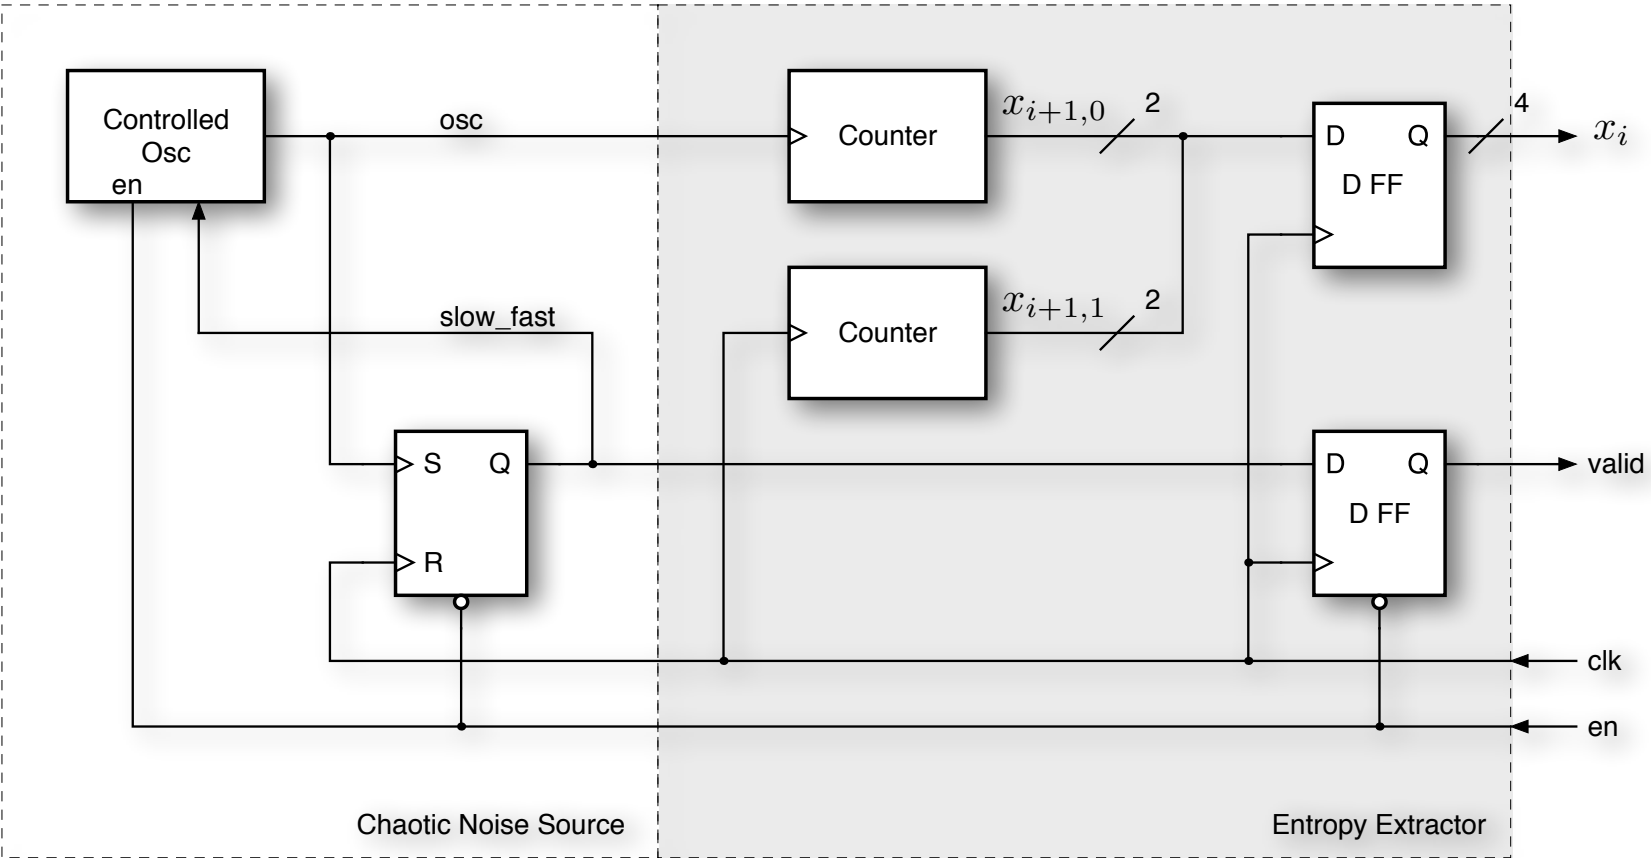 Controlled
Osc
en
osc
Counter
x_{i+1,0}
2
D Q
D FF
4
x_i
slow_fast
Counter
x_{i+1,1}
2
S Q
R
D Q
D FF
valid
clk
en
Chaotic Noise Source
Entropy Extractor